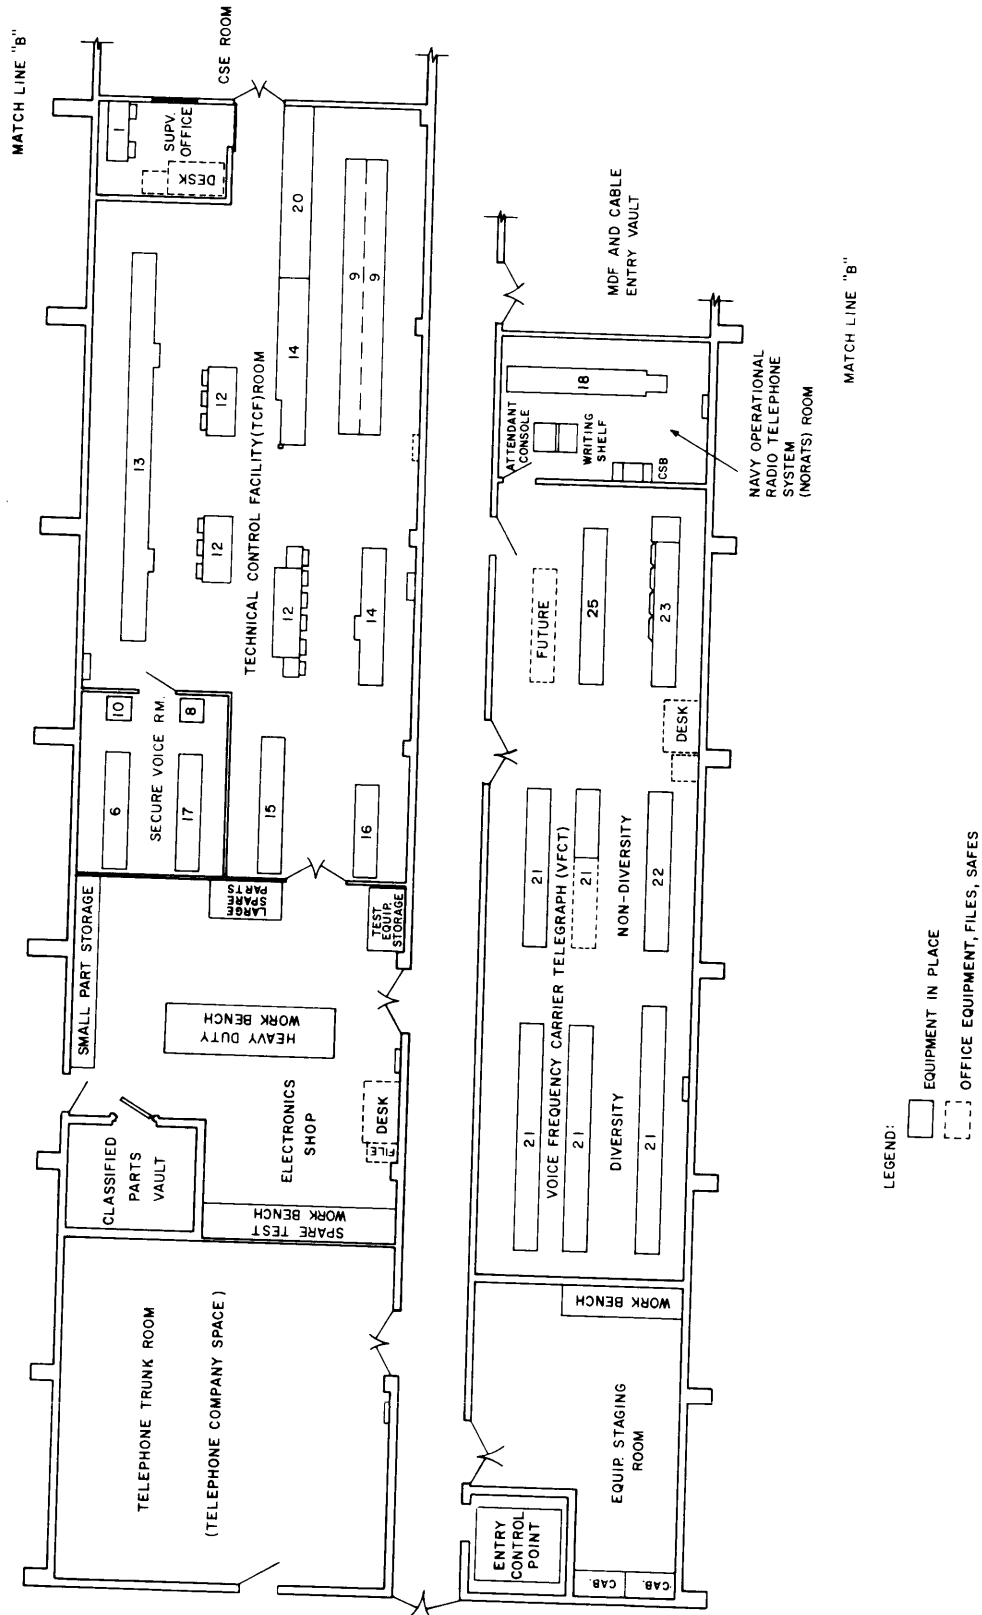 MATCH LINE "B"
CSE ROOM
1
SUPV.
OFFICE
DESK
20
9
9
13
12
14
TECHNICAL CONTROL FACILITY(TCF)ROOM
12
12
14
10
8
SECURE VOICE RM.
6
17
15
16
SMALL PART STORAGE
LARGE
SPARE
PARTS
TEST
EQUIP.
STORAGE
HEAVY DUTY
WORK BENCH
ELECTRONICS
SHOP
DESK
FILE
CLASSIFIED
PARTS
VAULT
SPARE TEST
WORK BENCH
TELEPHONE TRUNK ROOM
(TELEPHONE COMPANY SPACE)
MDF AND CABLE
ENTRY VAULT
MATCH LINE "B"
18
ATTENDANT
CONSOLE
WRITING
SHELF
CSB
NAVY OPERATIONAL
RADIO TELEPHONE
SYSTEM
(NORATS) ROOM
FUTURE
25
23
DESK
VOICE FREQUENCY CARRIER TELEGRAPH (VFCT)
21
21
22
NON-DIVERSITY
21
21
21
DIVERSITY
WORK BENCH
EQUIP. STAGING
ROOM
ENTRY
CONTROL
POINT
CAB.
CAB.
LEGEND:
EQUIPMENT IN PLACE
OFFICE EQUIPMENT, FILES, SAFES